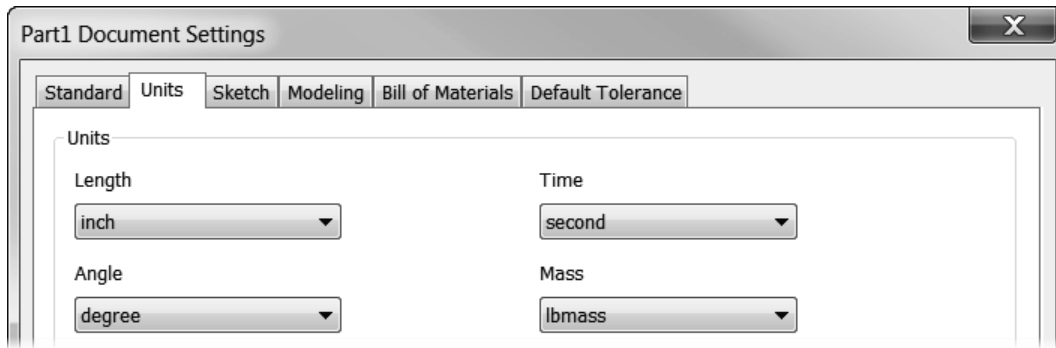 Part1 Document Settings
X
Standard Units Sketch Modeling Bill of Materials Default Tolerance
Units
Length Time
inch second
Angle Mass
degree lbmass